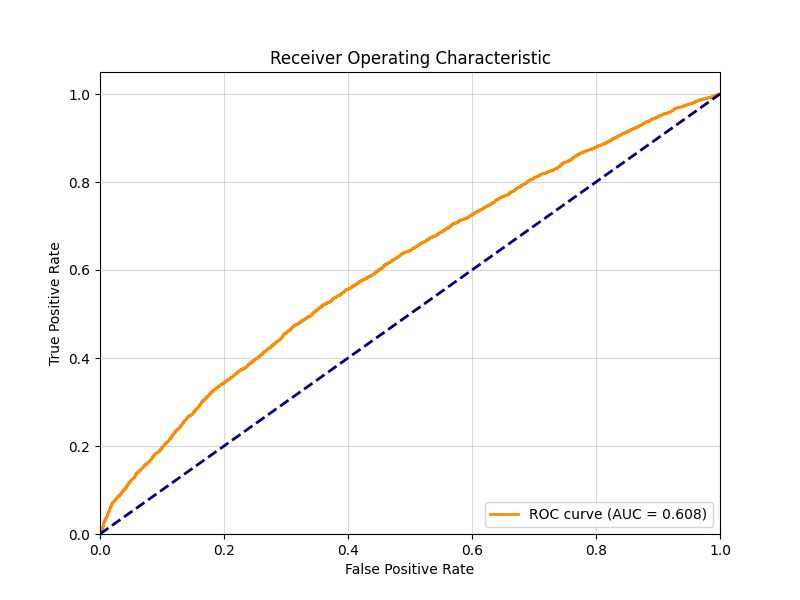 Receiver Operating Characteristic
True Positive Rate
1.0
0.8
0.6
0.4
0.2
0.0
ROC curve (AUC = 0.608)
0.0 0.2 0.4 0.6 0.8 1.0
False Positive Rate